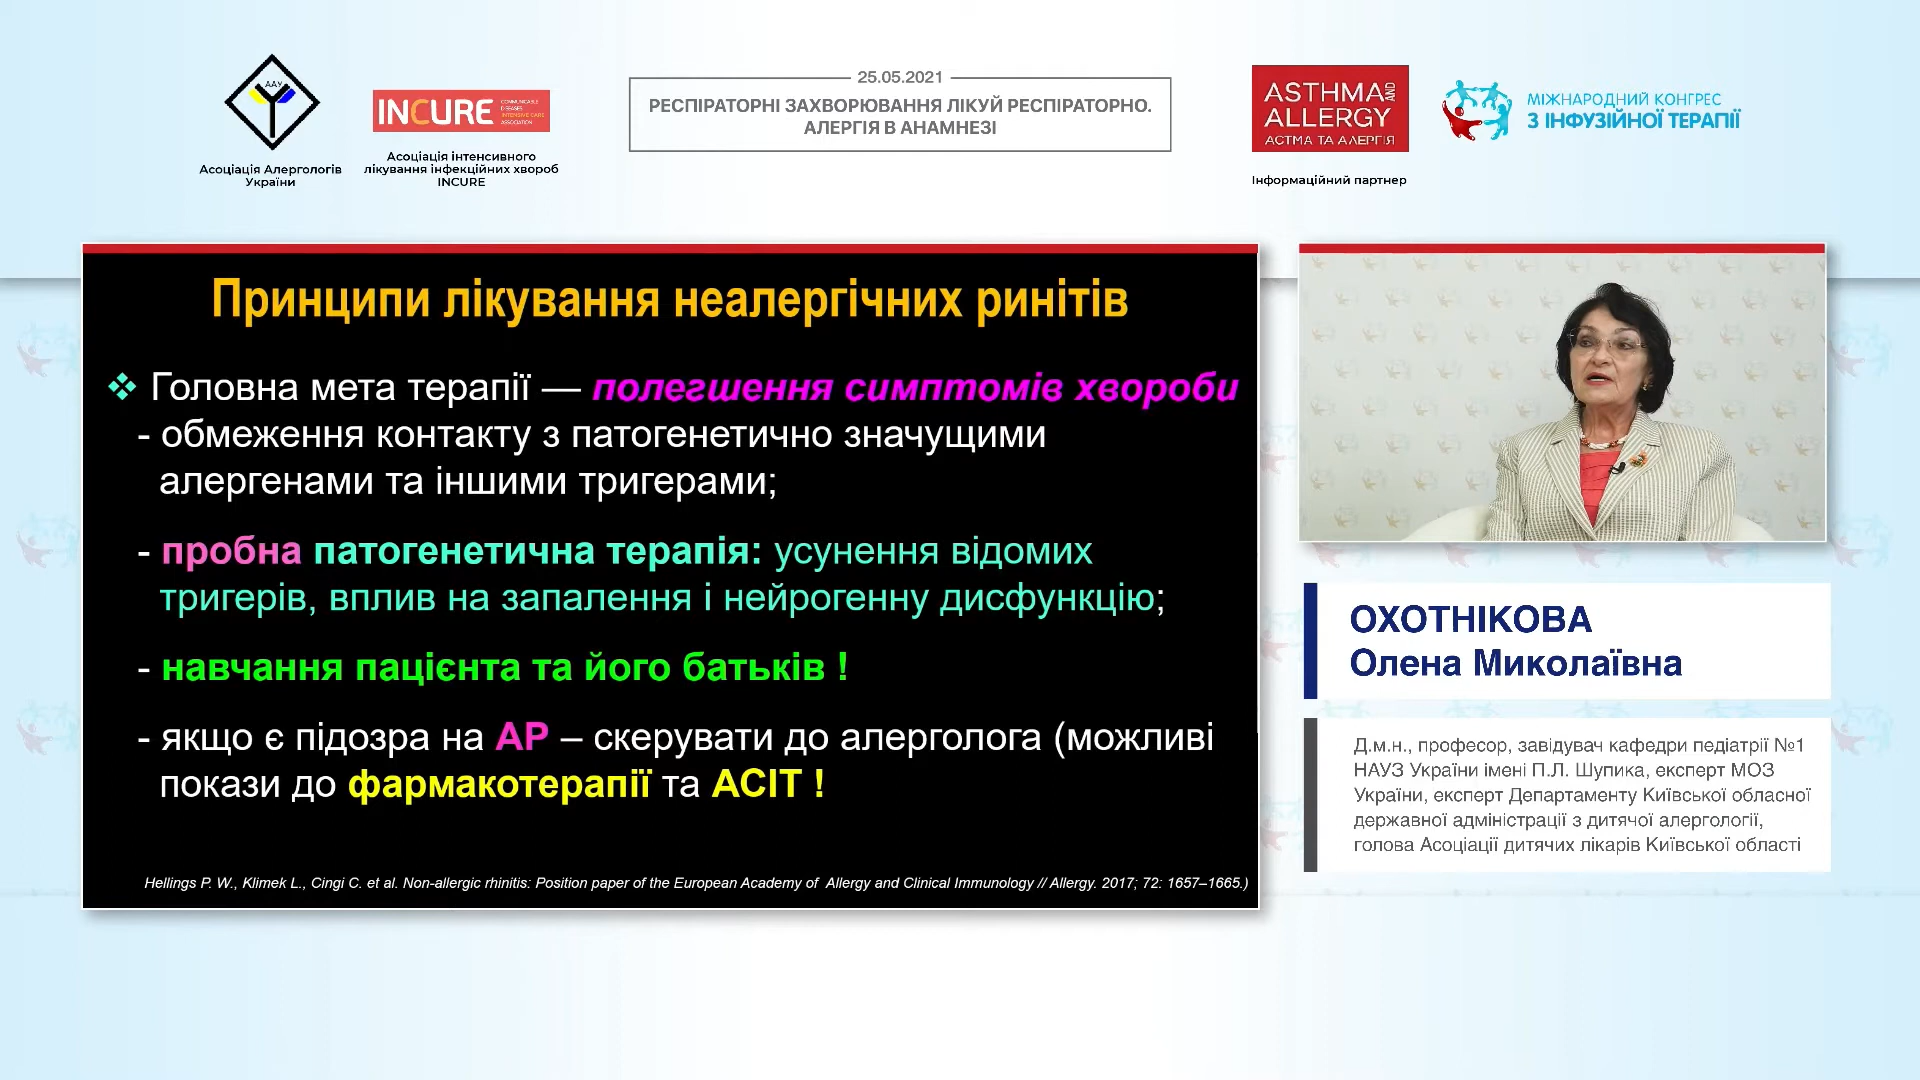 ААУ
Асоціація Алергологів
України
INCURE
COMMUNICABLE
DISEASES
INTENSIVE CARE
ASSOCIATION
Асоціація інтенсивного
лікування інфекційних хвороб
INCURE
25.05.2021
РЕСПІРАТОРНІ ЗАХВОРЮВАННЯ ЛІКУЙ РЕСПІРАТОРНО.
АЛЕРГІЯ В АНАМНЕЗІ
ASTHMA AND
ALLERGY
АСТМА ТА АЛЕРГІЯ
Інформаційний партнер
МІЖНАРОДНИЙ КОНГРЕС
З ІНФУЗІЙНОЇ ТЕРАПІЇ
Принципи лікування неалергічних ринітів
❖ Головна мета терапії — полегшення симптомів хвороби
- обмеження контакту з патогенетично значущими
алергенами та іншими тригерами;
- пробна патогенетична терапія: усунення відомих
тригерів, вплив на запалення і нейрогенну дисфункцію;
- навчання пацієнта та його батьків !
- якщо є підозра на АР – скерувати до алерголога (можливі
покази до фармакотерапії та АСІТ !
Hellings P. W., Klimek L., Cingi C. et al. Non-allergic rhinitis: Position paper of the European Academy of Allergy and Clinical Immunology // Allergy. 2017; 72: 1657–1665.)
ОХОТНІКОВА
Олена Миколаївна
Д.м.н., професор, завідувач кафедри педіатрії №1
НАУЗ України імені П.Л. Шупика, експерт МОЗ
України, експерт Департаменту Київської обласної
державної адміністрації з дитячої алергології,
голова Асоціації дитячих лікарів Київської області